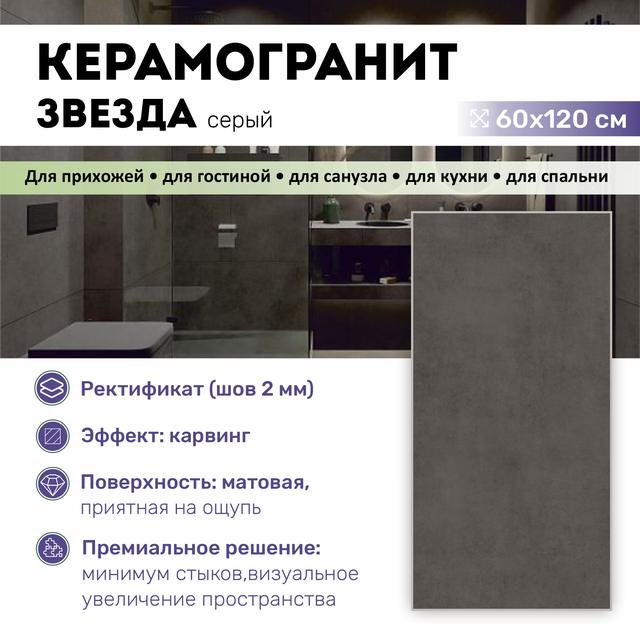 КЕРАМОГРАНИТ
ЗВЕЗДА серый
60х120 см
Для прихожей • для гостиной • для санузла • для кухни • для спальни
Ректификат (шов 2 мм)
Эффект: карвинг
Поверхность: матовая,
приятная на ощупь
Премиальное решение:
минимум стыков,визуальное
увеличение пространства